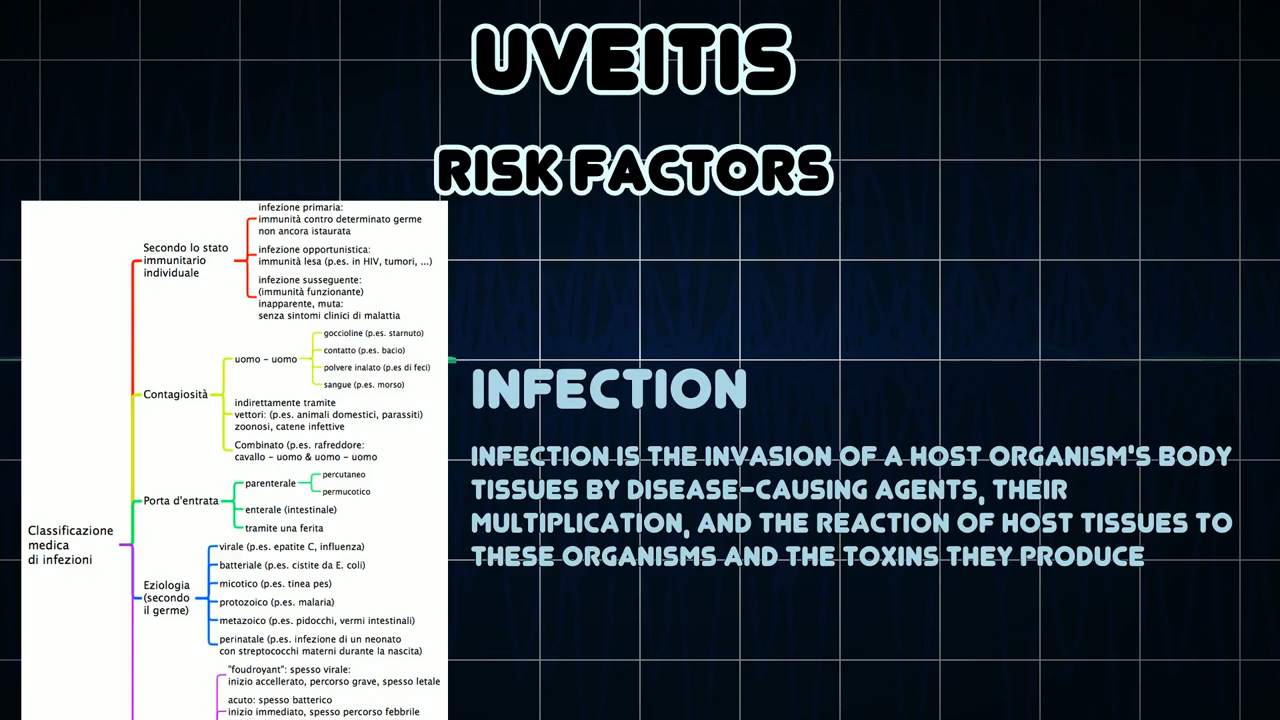 UVEITIS
RISK FACTORS
infezione primaria:
immunità contro determinato germe
non ancora istaurata
Secondo lo stato
immunitario
individuale
infezione opportunistica:
immunità lesa (p.es. in HIV, tumori, ...)
infezione susseguente:
(immunità funzionante)
inapparente, muta:
senza sintomi clinici di malattia
goccioline (p.es. starnuto)
uomo - uomo
contatto (p.es. bacio)
polvere inalato (p.es di feci)
sangue (p.es. morso)
Contagiosità
indirettamente tramite
vettori: (p.es. animali domestici, parassiti)
zoonosi, catene infettive
Combinato (p.es. rafreddore:
cavallo - uomo & uomo - uomo
percutaneo
parenterale
permucotico
Porta d'entrata
enterale (intestinale)
tramite una ferita
Classificazione
medica
di infezioni
virale (p.es. epatite C, influenza)
batteriale (p.es. cistite da E. coli)
Eziologia
(secondo
il germe)
micotico (p.es. tinea pes)
protozoico (p.es. malaria)
metazoico (p.es. pidocchi, vermi intestinali)
perinatale (p.es. infezione di un neonato
con streptococchi materni durante la nascita)
"foudroyant": spesso virale:
inizio accellerato, percorso grave, spesso letale
acuto: spesso batterico
inizio immediato, spesso percorso febbrile
INFECTION
INFECTION IS THE INVASION OF A HOST ORGANISM'S BODY
TISSUES BY DISEASE-CAUSING AGENTS, THEIR
MULTIPLICATION, AND THE REACTION OF HOST TISSUES TO
THESE ORGANISMS AND THE TOXINS THEY PRODUCE